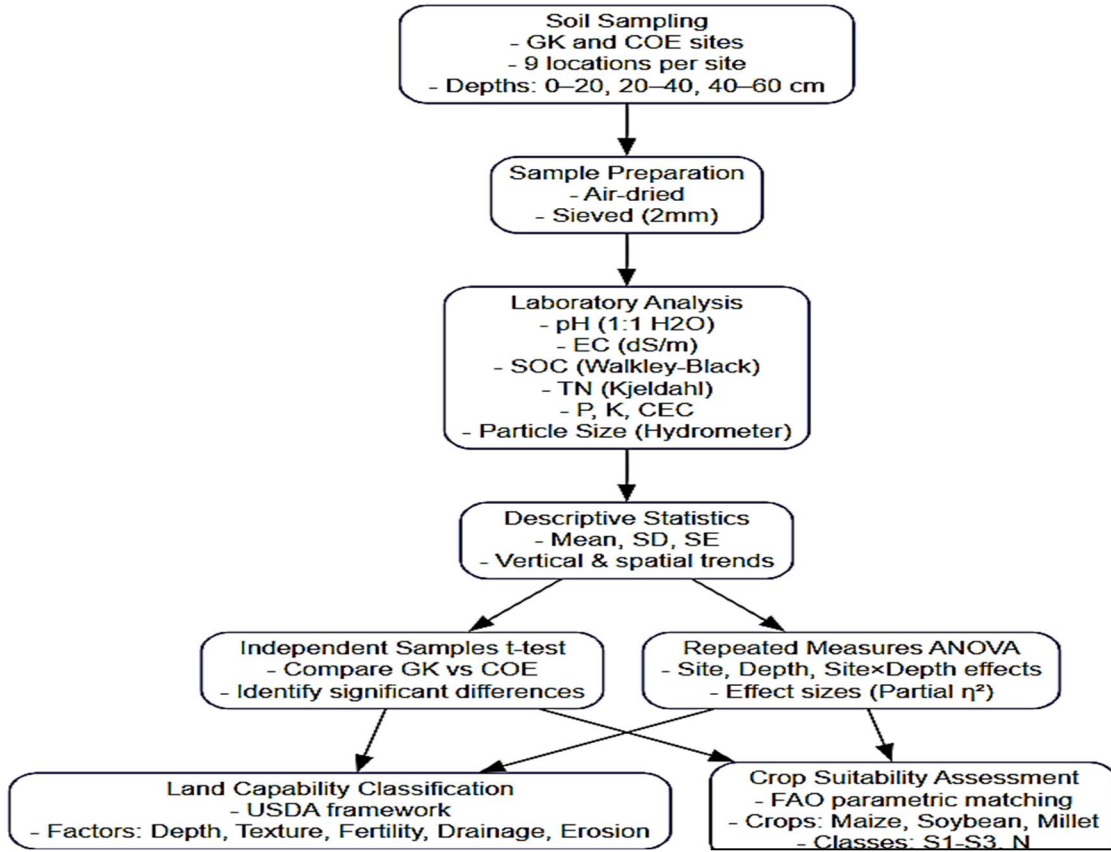 Soil Sampling
- GK and COE sites
- 9 locations per site
- Depths: 0–20, 20–40, 40–60 cm
Sample Preparation
- Air-dried
- Sieved (2mm)
Laboratory Analysis
- pH (1:1 H2O)
- EC (dS/m)
- SOC (Walkley-Black)
- TN (Kjeldahl)
- P, K, CEC
- Particle Size (Hydrometer)
Descriptive Statistics
- Mean, SD, SE
- Vertical & spatial trends
Independent Samples t-test
- Compare GK vs COE
- Identify significant differences
Repeated Measures ANOVA
- Site, Depth, Site×Depth effects
- Effect sizes (Partial η²)
Land Capability Classification
- USDA framework
- Factors: Depth, Texture, Fertility, Drainage, Erosion
Crop Suitability Assessment
- FAO parametric matching
- Crops: Maize, Soybean, Millet
- Classes: S1-S3, N